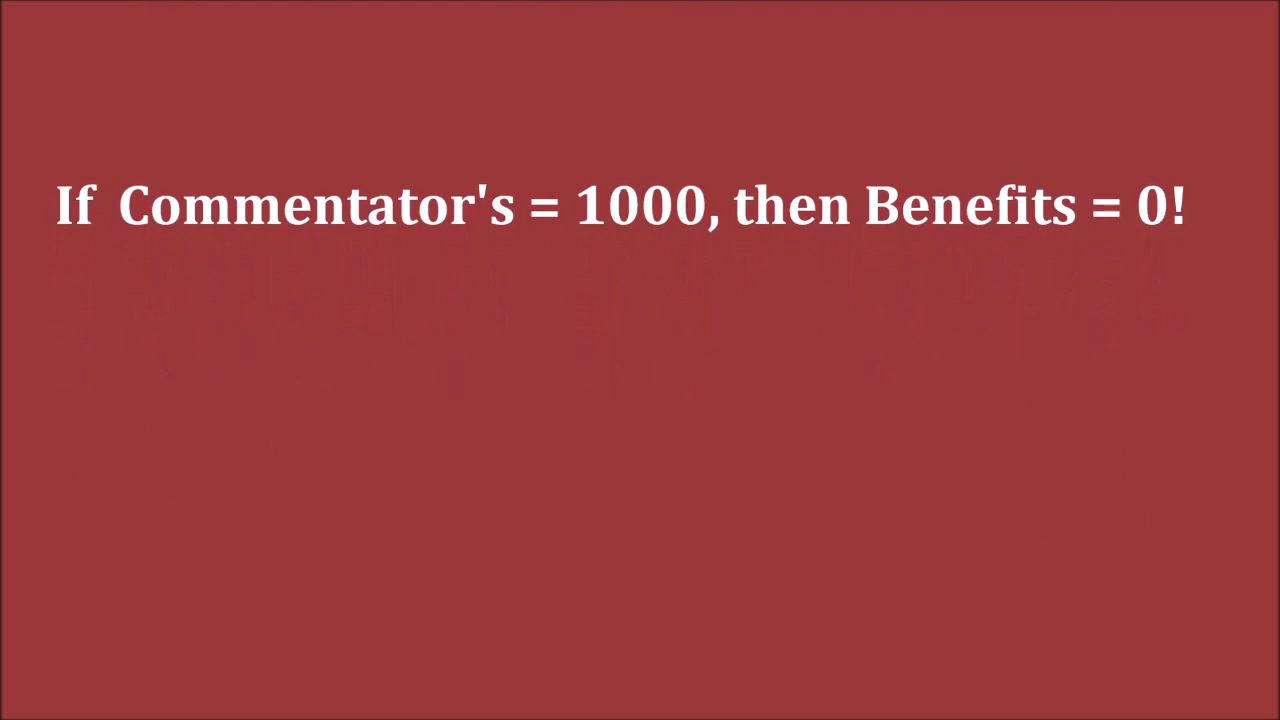 If  Commentator's = 1000, then Benefits = 0!